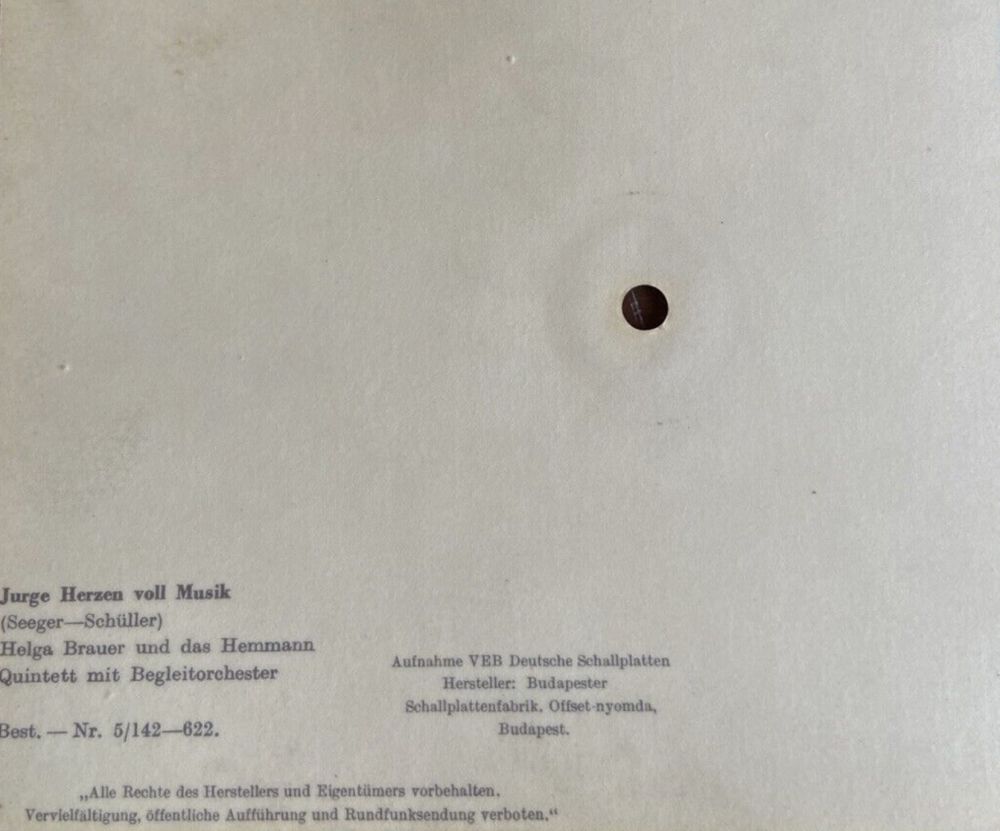 Jurge Herzen voll Musik
(Seeger—Schüller)
Helga Brauer und das Hemmann
Quintett mit Begleitorchester
Best. — Nr. 5/142—622.
Aufnahme VEB Deutsche Schallplatten
Hersteller: Budapester
Schallplattenfabrik. Offset-nyomda,
Budapest.
„Alle Rechte des Herstellers und Eigentümers vorbehalten.
Vervielfältigung, öffentliche Aufführung und Rundfunksendung verboten.“